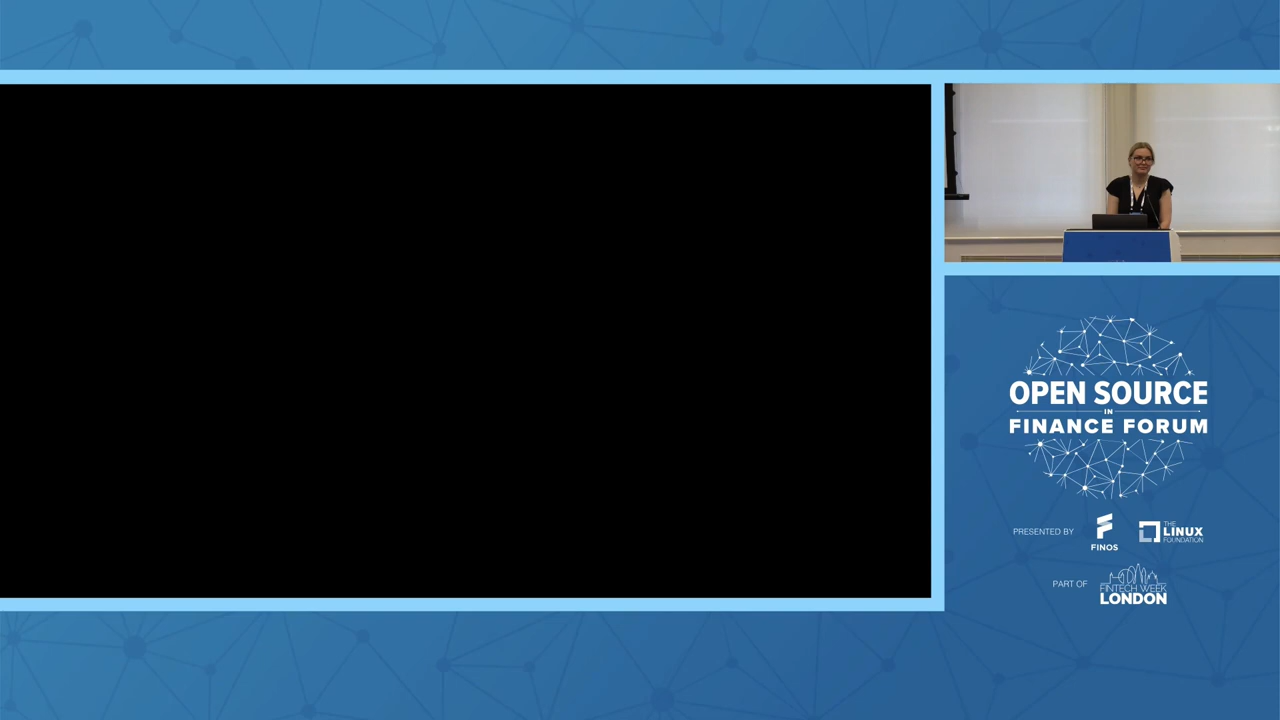 OPEN SOURCE
IN
FINANCE FORUM
PRESENTED BY
FINOS
THE
LINUX
FOUNDATION
PART OF
FINTECH WEEK
LONDON